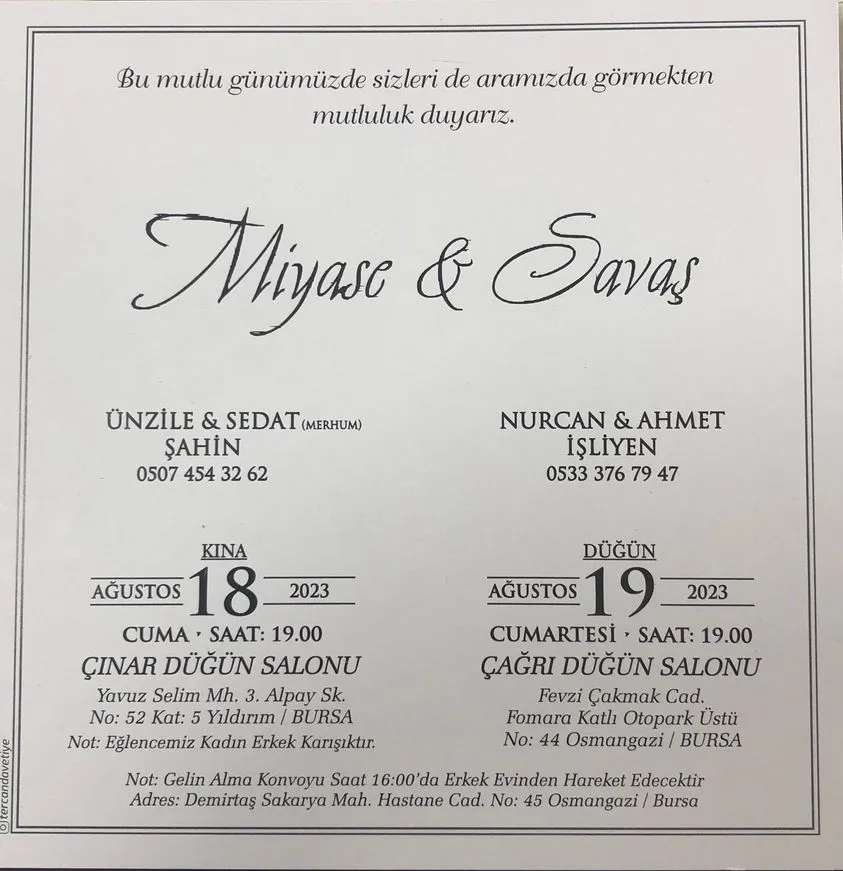 Bu mutlu günümüzde sizleri de aramızda görmekten
mutluluk duyarız.
Miyase & Savaş
ÜNZİLE & SEDAT (MERHUM)
ŞAHİN
0507 454 32 62
NURCAN & AHMET
İŞLİYEN
0533 376 79 47
KINA
AĞUSTOS 18 2023
CUMA · SAAT: 19.00
ÇINAR DÜĞÜN SALONU
Yavuz Selim Mh. 3. Alpay Sk.
No: 52 Kat: 5 Yıldırım / BURSA
Not: Eğlencemiz Kadın Erkek Karışıktır.
DÜĞÜN
AĞUSTOS 19 2023
CUMARTESİ · SAAT: 19.00
ÇAĞRI DÜĞÜN SALONU
Fevzi Çakmak Cad.
Fomara Katlı Otopark Üstü
No: 44 Osmangazi / BURSA
Not: Gelin Alma Konvoyu Saat 16:00'da Erkek Evinden Hareket Edecektir
Adres: Demirtaş Sakarya Mah. Hastane Cad. No: 45 Osmangazi / Bursa
tercandavetiye